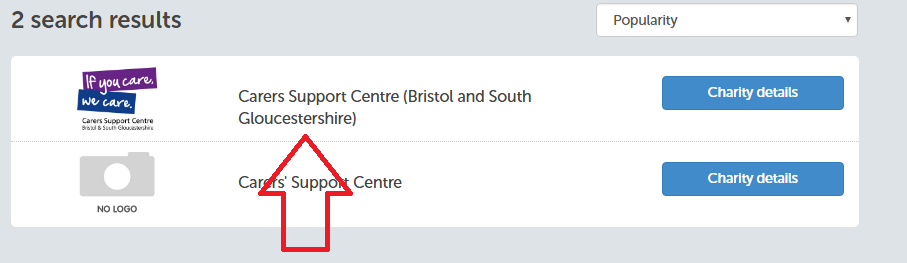 2 search results
Popularity
If you care,
we care.
Carers Support Centre
Bristol & South Gloucestershire
Carers Support Centre (Bristol and South
Gloucestershire)
Charity details
NO LOGO
Carers' Support Centre
Charity details